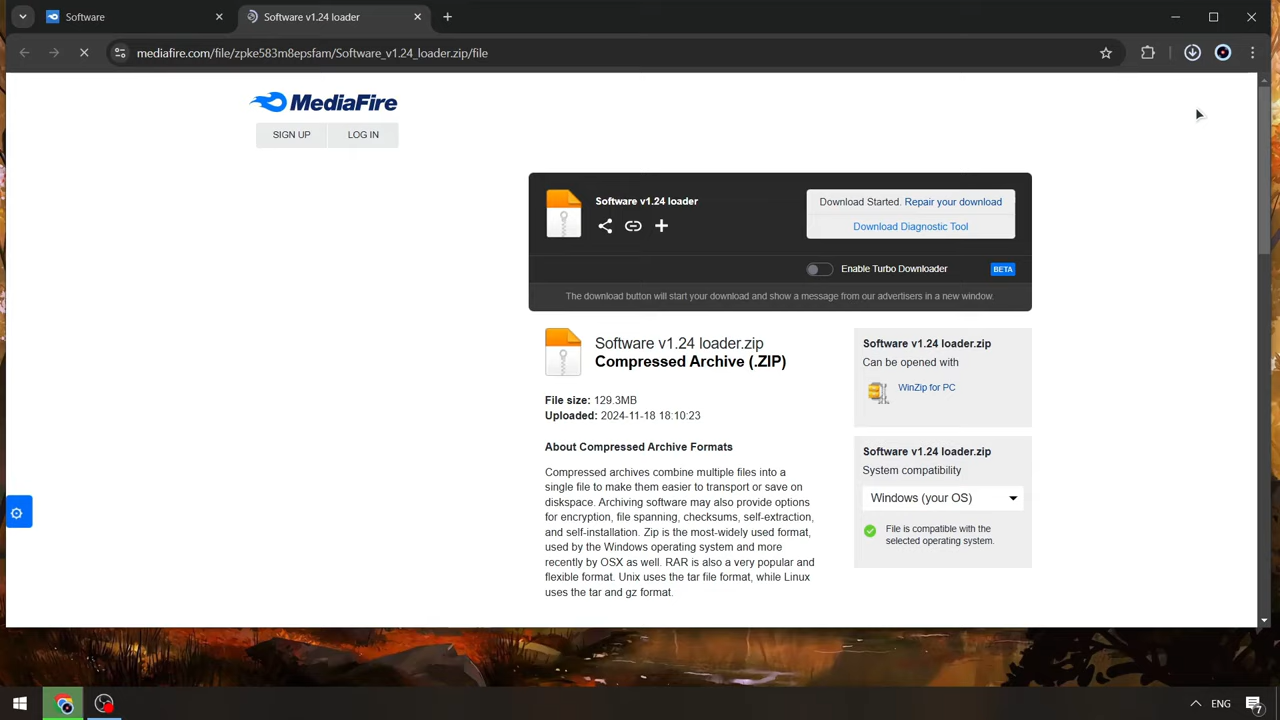 Software
Software v1.24 loader
mediafire.com/file/zpke583m8epsfam/Software_v1.24_loader.zip/file
MediaFire
SIGN UP
LOG IN
Software v1.24 loader
Download Started. Repair your download
Download Diagnostic Tool
Enable Turbo Downloader
BETA
The download button will start your download and show a message from our advertisers in a new window.
Software v1.24 loader.zip
Compressed Archive (.ZIP)
File size: 129.3MB
Uploaded: 2024-11-18 18:10:23
About Compressed Archive Formats
Compressed archives combine multiple files into a
single file to make them easier to transport or save on
diskspace. Archiving software may also provide options
for encryption, file spanning, checksums, self-extraction,
and self-installation. Zip is the most-widely used format,
used by the Windows operating system and more
recently by OSX as well. RAR is also a very popular and
flexible format. Unix uses the tar file format, while Linux
uses the tar and gz format.
Software v1.24 loader.zip
Can be opened with
WinZip for PC
Software v1.24 loader.zip
System compatibility
Windows (your OS)
File is compatible with the
selected operating system.
ENG
7